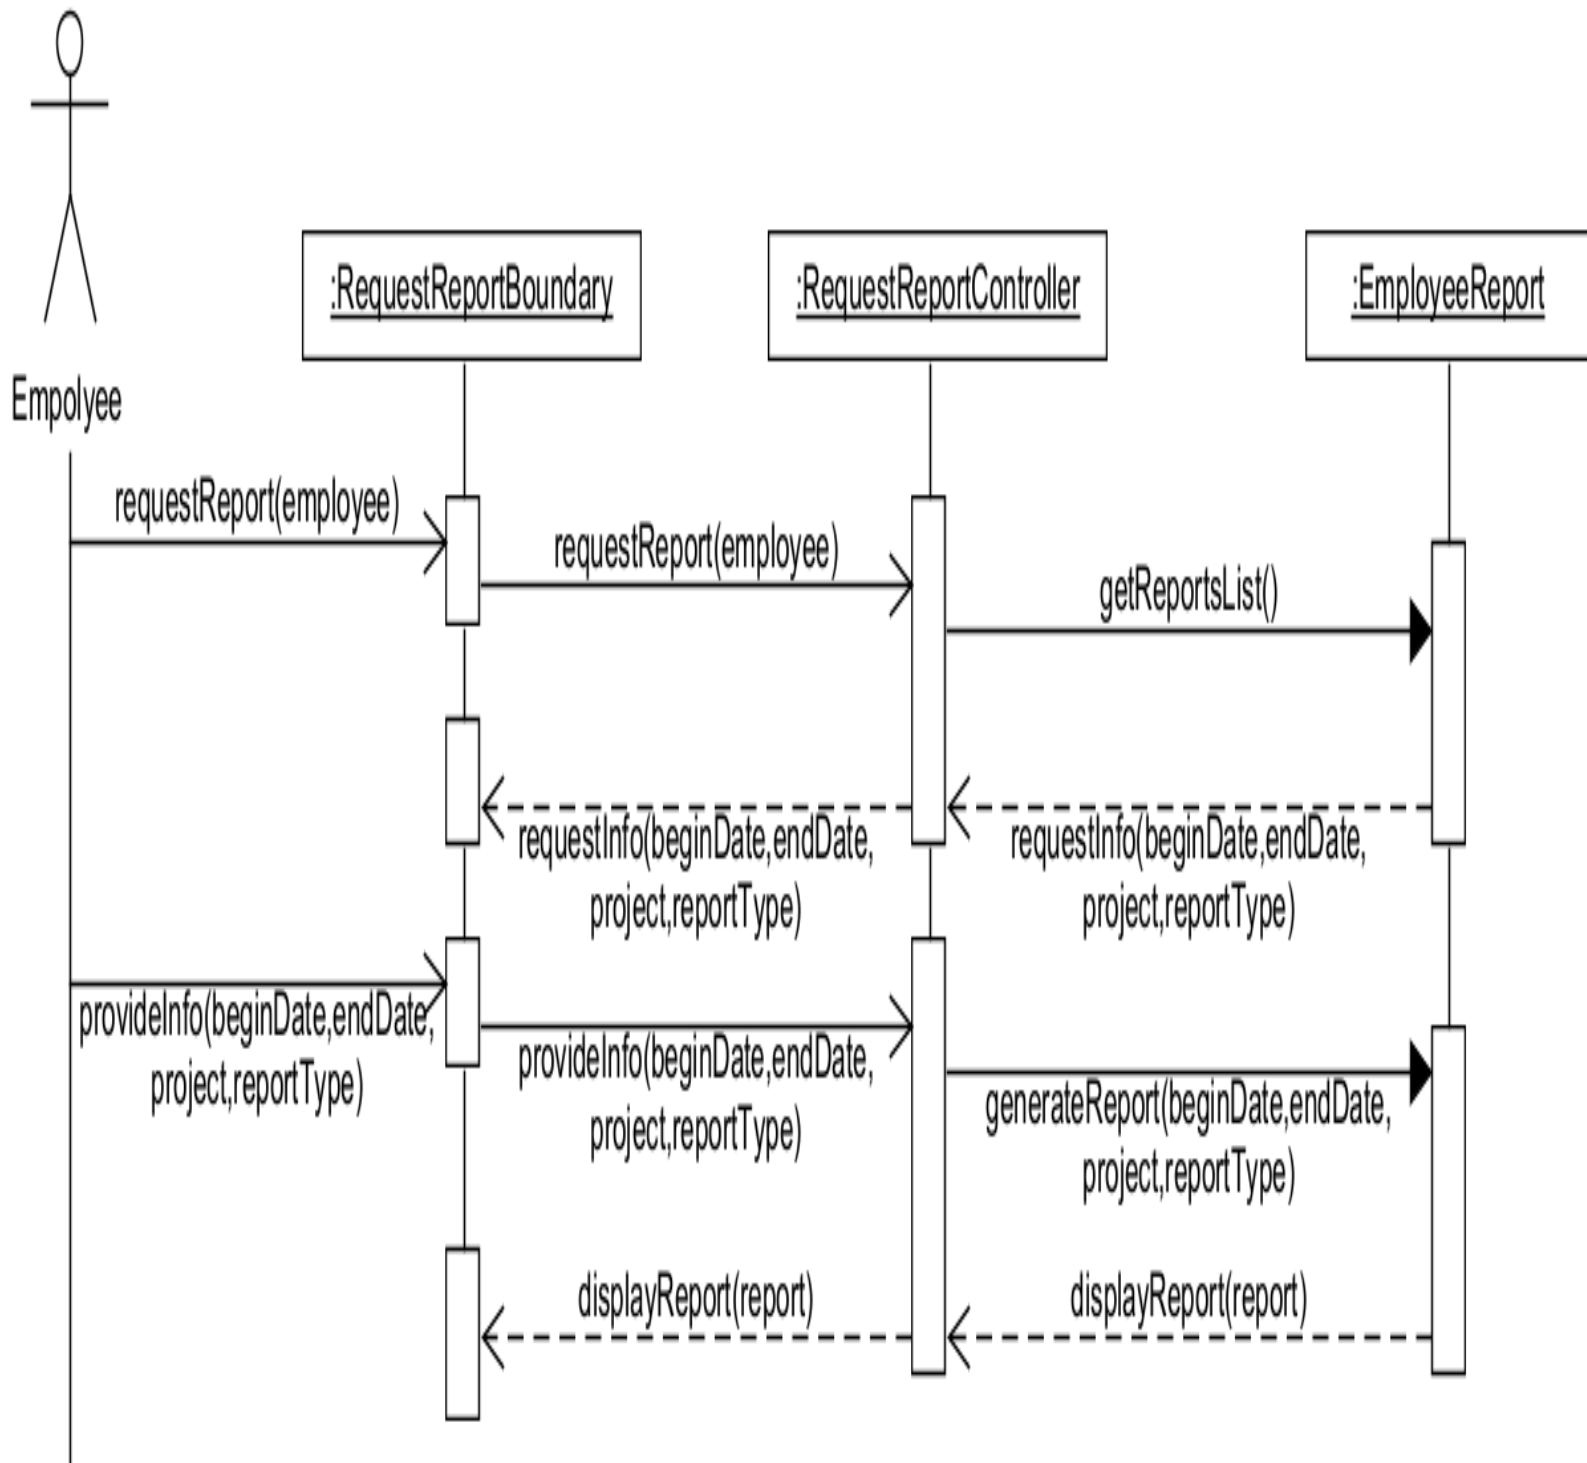 :RequestReportBoundary
:RequestReportController
:EmployeeReport
Empolyee
requestReport(employee)
requestReport(employee)
getReportsList()
requestInfo(beginDate,endDate,
project,reportType)
requestInfo(beginDate,endDate,
project,reportType)
provideInfo(beginDate,endDate,
project,reportType)
provideInfo(beginDate,endDate,
project,reportType)
generateReport(beginDate,endDate,
project,reportType)
displayReport(report)
displayReport(report)